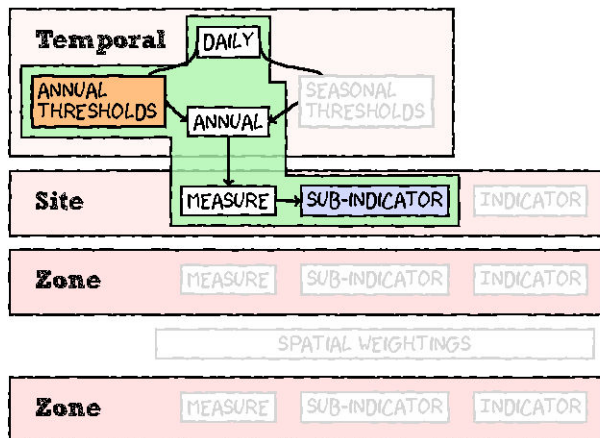 Temporal
DAILY
ANNUAL
THRESHOLDS
SEASONAL
THRESHOLDS
ANNUAL
Site
MEASURE
SUB-INDICATOR
INDICATOR
Zone
MEASURE
SUB-INDICATOR
INDICATOR
SPATIAL WEIGHTINGS
Zone
MEASURE
SUB-INDICATOR
INDICATOR